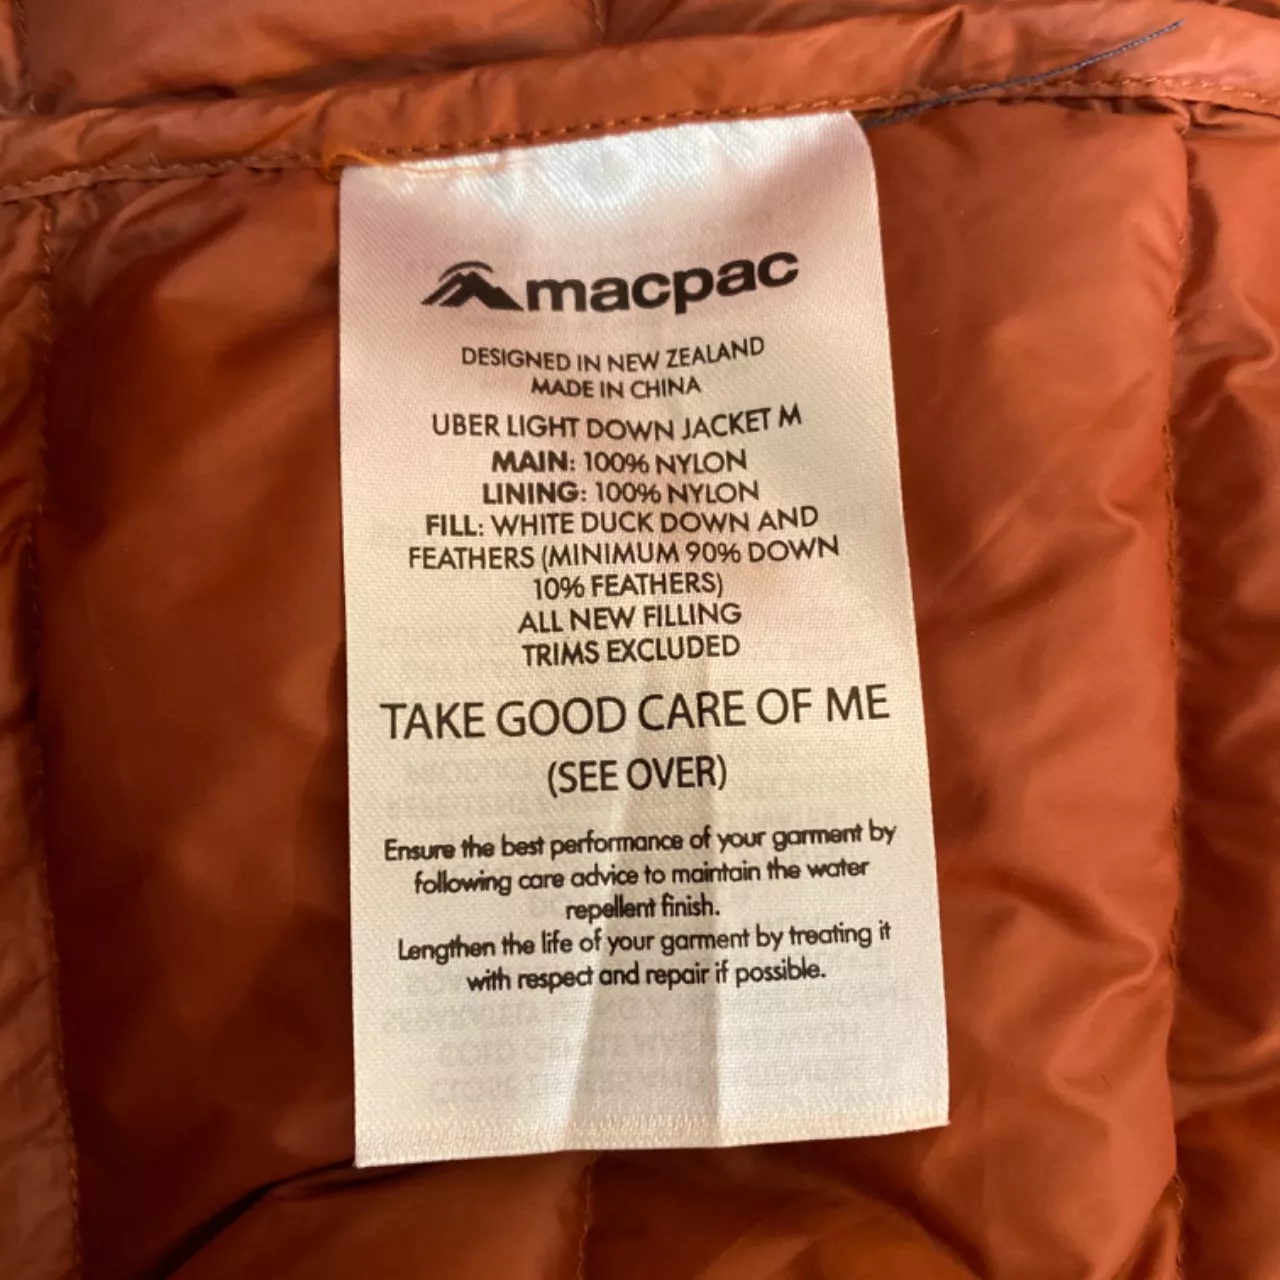 macpac
DESIGNED IN NEW ZEALAND
MADE IN CHINA
UBER LIGHT DOWN JACKET M
MAIN: 100% NYLON
LINING: 100% NYLON
FILL: WHITE DUCK DOWN AND
FEATHERS (MINIMUM 90% DOWN
10% FEATHERS)
ALL NEW FILLING
TRIMS EXCLUDED
TAKE GOOD CARE OF ME
(SEE OVER)
Ensure the best performance of your garment by
following care advice to maintain the water
repellent finish.
Lengthen the life of your garment by treating it
with respect and repair if possible.